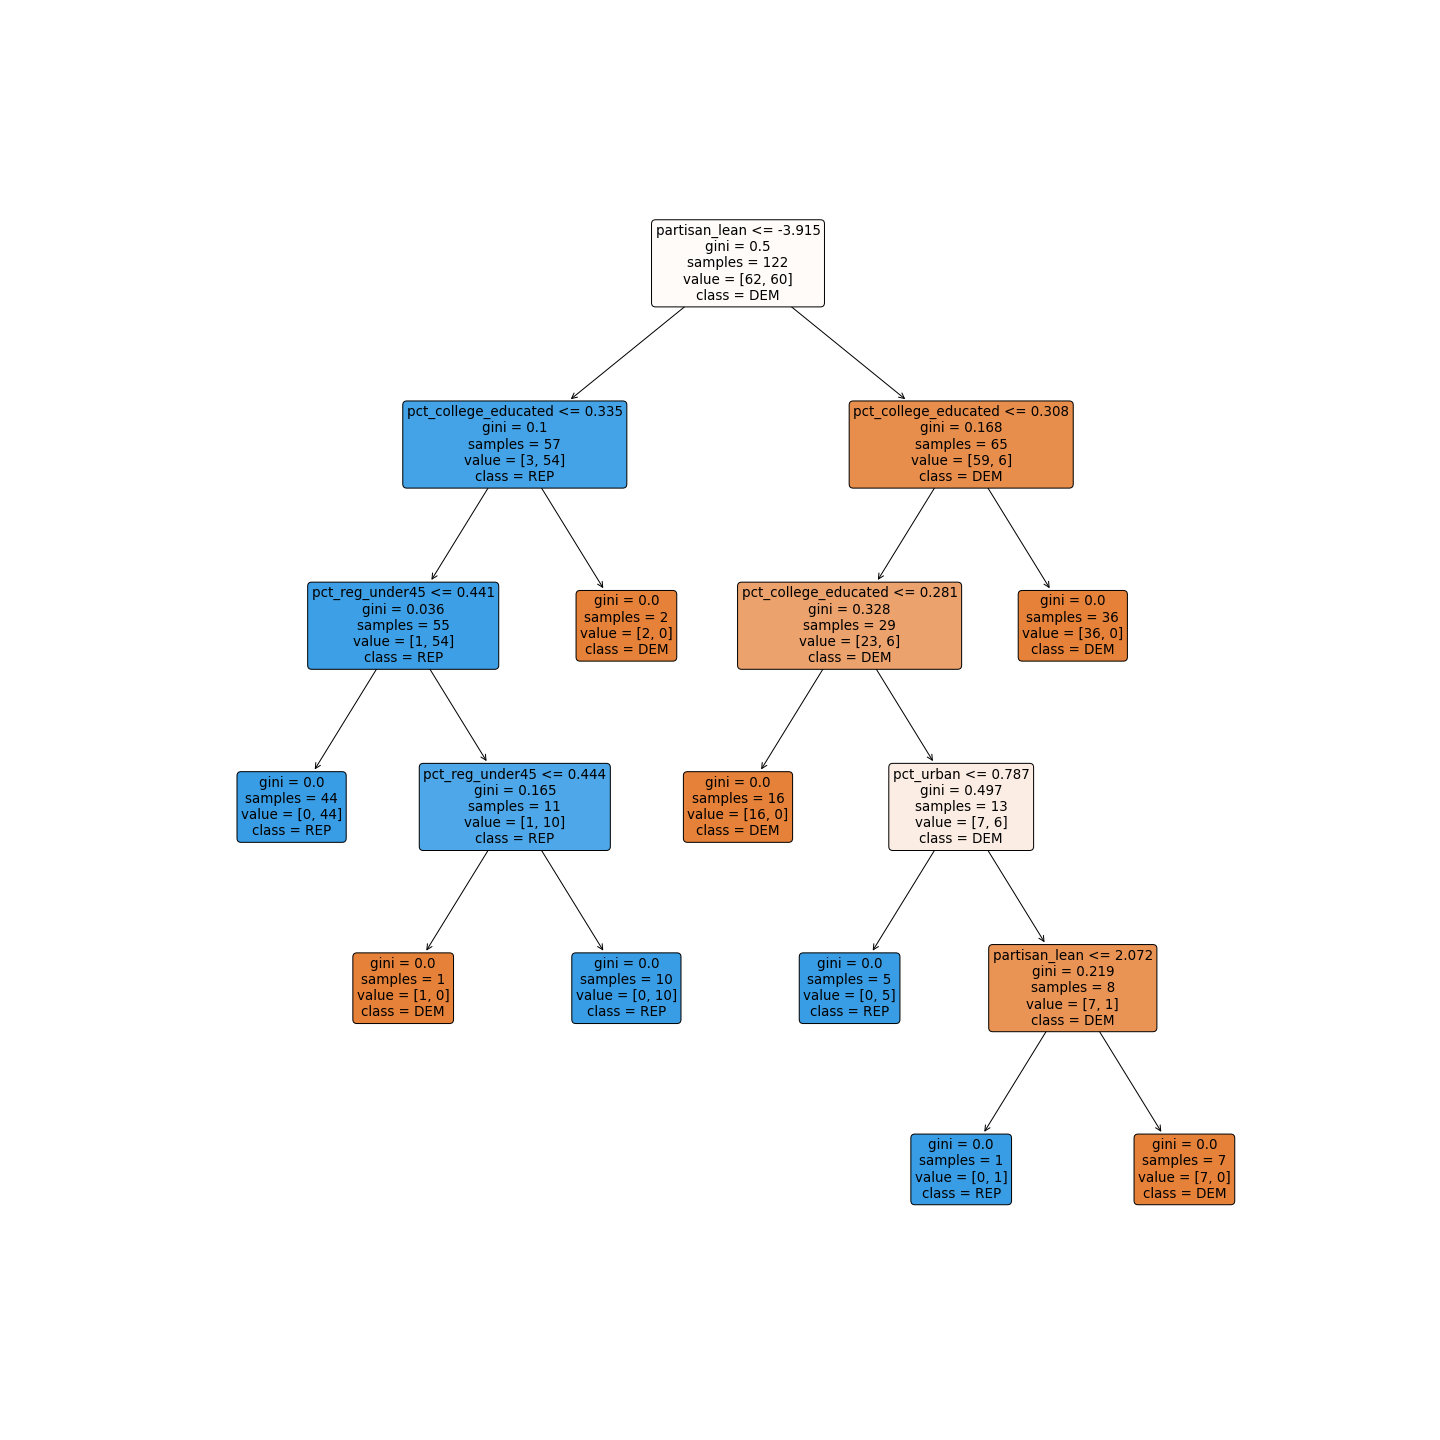 partisan_lean <= -3.915
gini = 0.5
samples = 122
value = [62, 60]
class = DEM
pct_college_educated <= 0.335
gini = 0.1
samples = 57
value = [3, 54]
class = REP
pct_college_educated <= 0.308
gini = 0.168
samples = 65
value = [59, 6]
class = DEM
pct_reg_under45 <= 0.441
gini = 0.036
samples = 55
value = [1, 54]
class = REP
gini = 0.0
samples = 2
value = [2, 0]
class = DEM
pct_college_educated <= 0.281
gini = 0.328
samples = 29
value = [23, 6]
class = DEM
gini = 0.0
samples = 36
value = [36, 0]
class = DEM
gini = 0.0
samples = 44
value = [0, 44]
class = REP
pct_reg_under45 <= 0.444
gini = 0.165
samples = 11
value = [1, 10]
class = REP
gini = 0.0
samples = 16
value = [16, 0]
class = DEM
pct_urban <= 0.787
gini = 0.497
samples = 13
value = [7, 6]
class = DEM
gini = 0.0
samples = 1
value = [1, 0]
class = DEM
gini = 0.0
samples = 10
value = [0, 10]
class = REP
gini = 0.0
samples = 5
value = [0, 5]
class = REP
partisan_lean <= 2.072
gini = 0.219
samples = 8
value = [7, 1]
class = DEM
gini = 0.0
samples = 1
value = [0, 1]
class = REP
gini = 0.0
samples = 7
value = [7, 0]
class = DEM